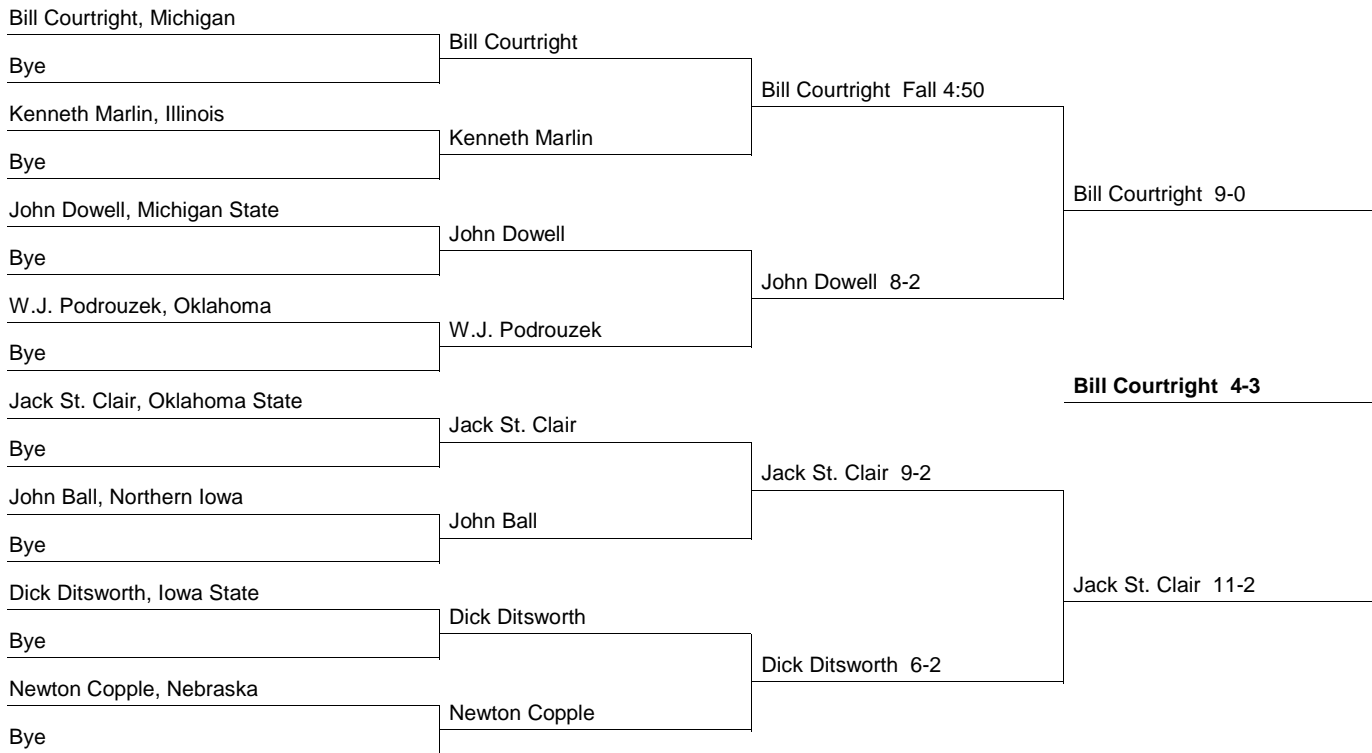 Bill Courtright, Michigan
Bye
Kenneth Marlin, Illinois
Bye
John Dowell, Michigan State
Bye
W.J. Podrouzek, Oklahoma
Bye
Jack St. Clair, Oklahoma State
Bye
John Ball, Northern Iowa
Bye
Dick Ditsworth, Iowa State
Bye
Newton Copple, Nebraska
Bye
Bill Courtright
Kenneth Marlin
John Dowell
W.J. Podrouzek
Jack St. Clair
John Ball
Dick Ditsworth
Newton Copple
Bill Courtright Fall 4:50
John Dowell 8-2
Jack St. Clair 9-2
Dick Ditsworth 6-2
Bill Courtright 9-0
Bill Courtright 4-3
Jack St. Clair 11-2